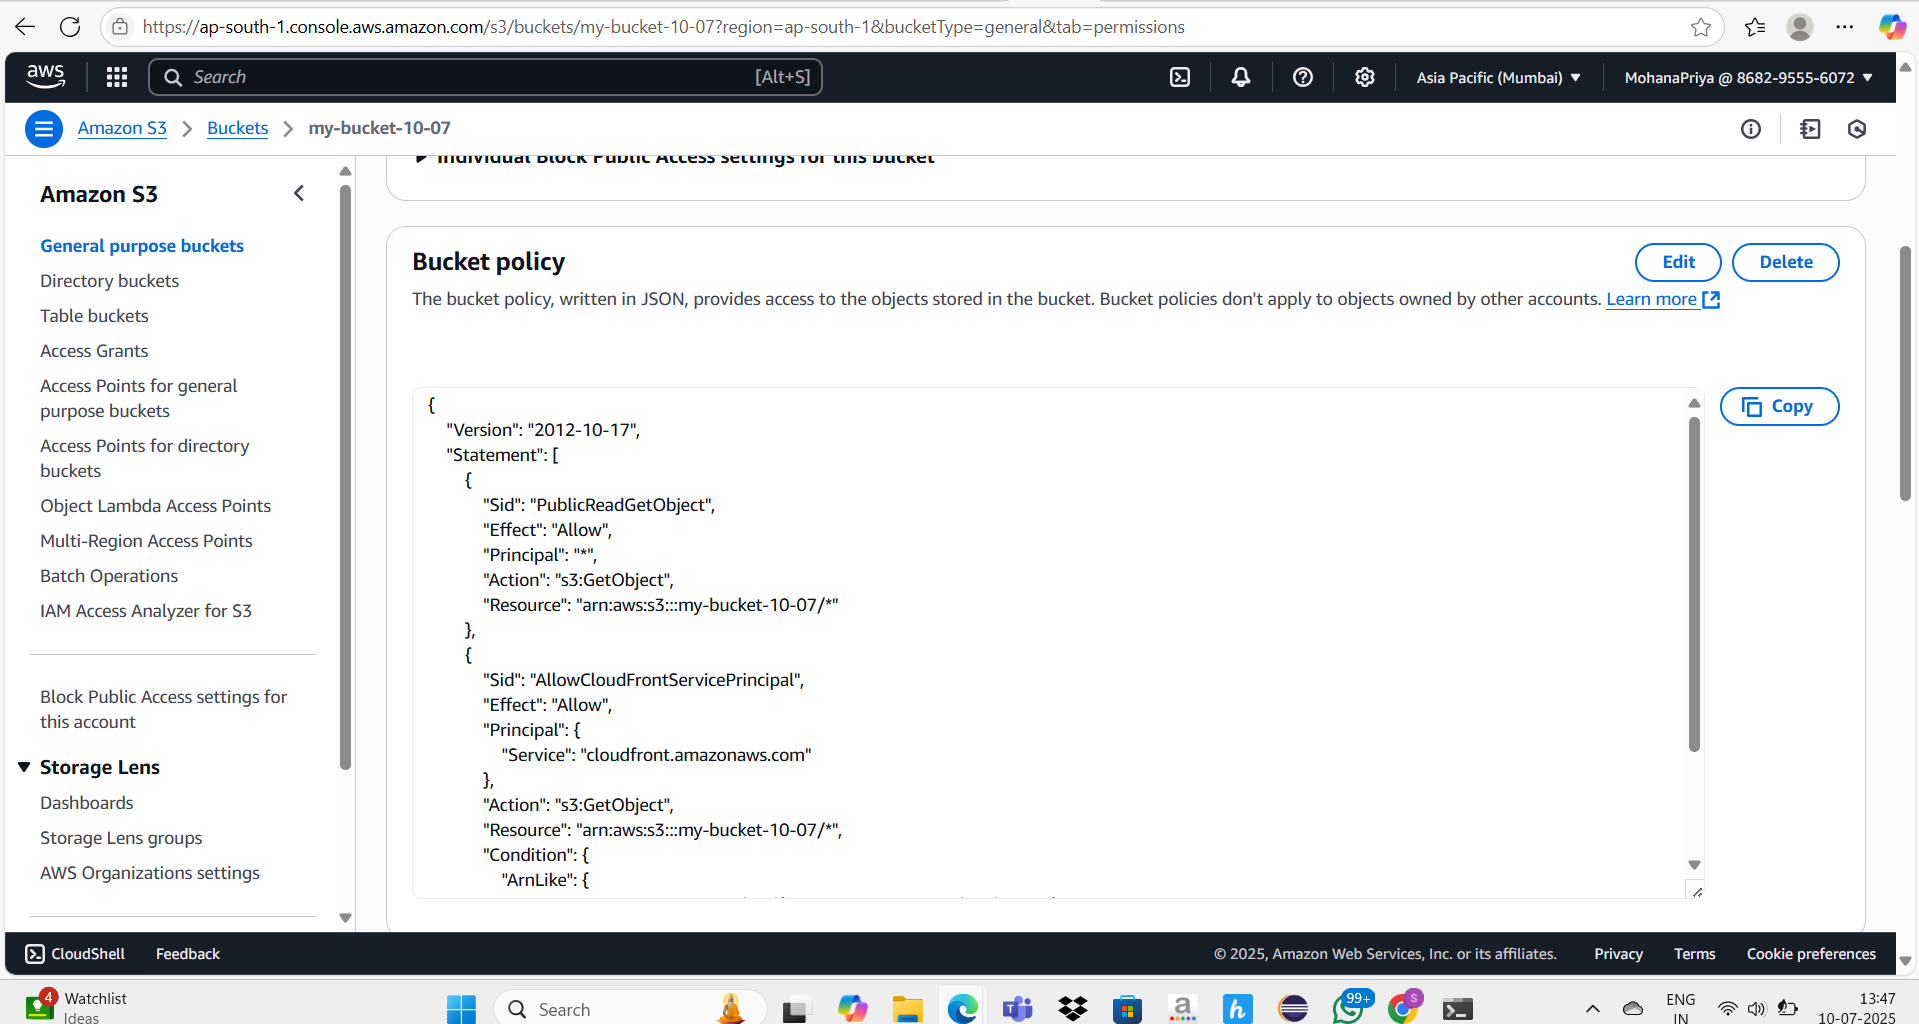 https://ap-south-1.console.aws.amazon.com/s3/buckets/my-bucket-10-07?region=ap-south-1&bucketType=general&tab=permissions
aws
Search
[Alt+S]
Asia Pacific (Mumbai)
MohanaPriya @ 8682-9555-6072
Amazon S3
Buckets
my-bucket-10-07
Amazon S3
General purpose buckets
Directory buckets
Table buckets
Access Grants
Access Points for general
purpose buckets
Access Points for directory
buckets
Object Lambda Access Points
Multi-Region Access Points
Batch Operations
IAM Access Analyzer for S3
Block Public Access settings for
this account
Storage Lens
Dashboards
Storage Lens groups
AWS Organizations settings
Individual Block Public Access settings for this bucket
Bucket policy
Edit
Delete
The bucket policy, written in JSON, provides access to the objects stored in the bucket. Bucket policies don't apply to objects owned by other accounts. Learn more
Copy
{
"Version": "2012-10-17",
"Statement": [
{
"Sid": "PublicReadGetObject",
"Effect": "Allow",
"Principal": "*",
"Action": "s3:GetObject",
"Resource": "arn:aws:s3:::my-bucket-10-07/*"
},
{
"Sid": "AllowCloudFrontServicePrincipal",
"Effect": "Allow",
"Principal": {
"Service": "cloudfront.amazonaws.com"
},
"Action": "s3:GetObject",
"Resource": "arn:aws:s3:::my-bucket-10-07/*",
"Condition": {
"ArnLike": {
CloudShell
Feedback
© 2025, Amazon Web Services, Inc. or its affiliates.
Privacy
Terms
Cookie preferences
4
Watchlist
Ideas
Search
a
h
99+
S
ENG
IN
13:47
10-07-2025